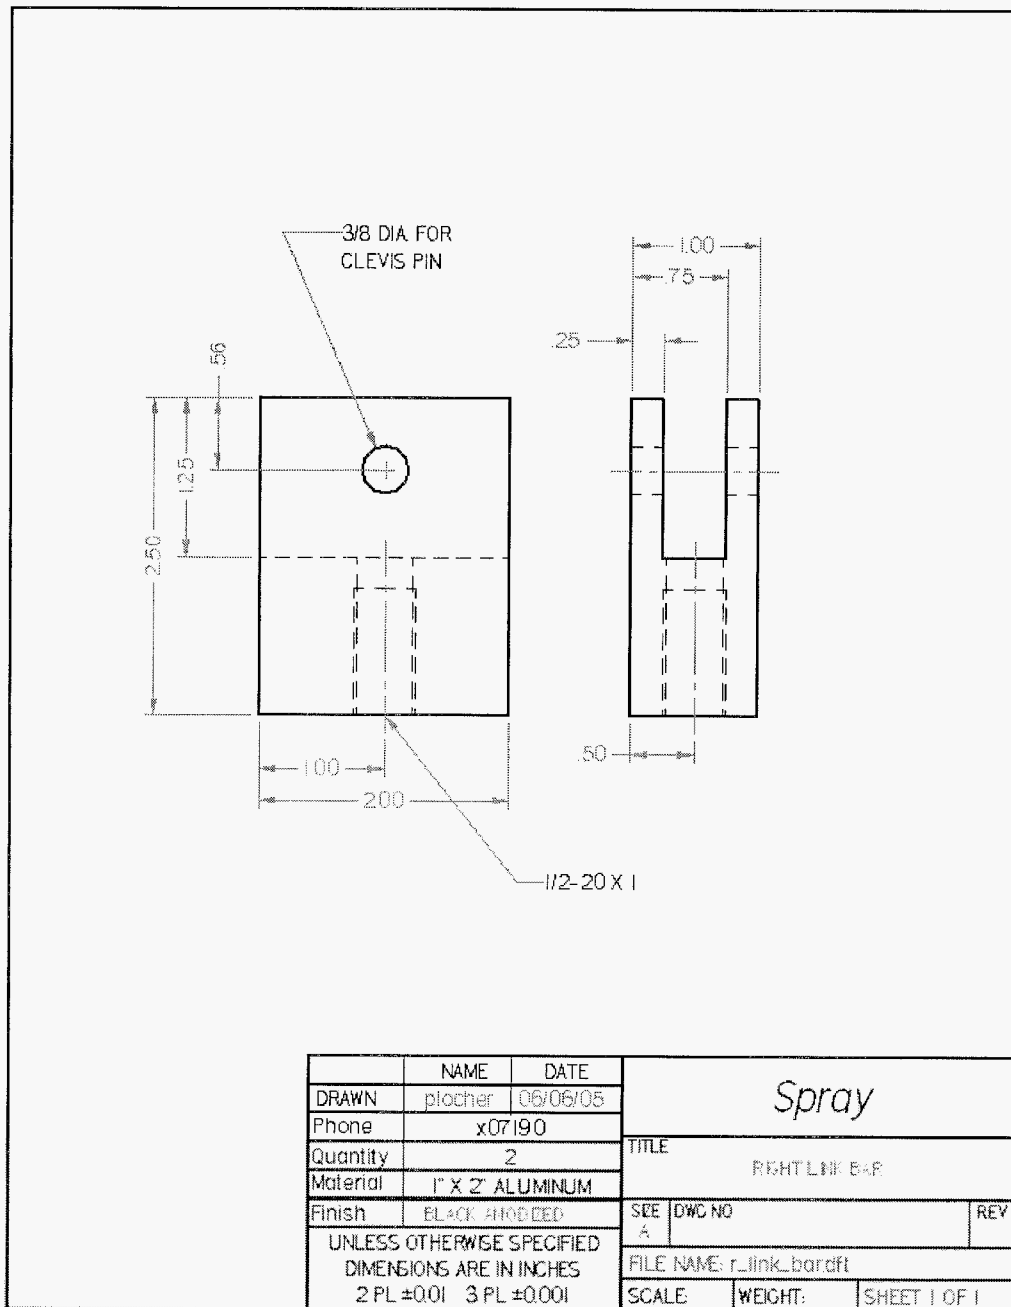 3/8 DIA. FOR
CLEVIS PIN
1.00
.75
.25
.56
1.25
2.50
1.00
2.00
.50
1/2-20 X 1
NAME DATE
DRAWN plocher 06/06/05
Phone x07190
Quantity 2
Material 1" X 2" ALUMINUM
Finish BLACK ANODIZED
UNLESS OTHERWISE SPECIFIED
DIMENSIONS ARE IN INCHES
2 PL ±0.01 3 PL ±0.001
Spray
TITLE
RIGHT LINK BAR
SIZE DWG NO REV
A
FILE NAME: r_link_bar.dft
SCALE: WEIGHT: SHEET 1 OF 1